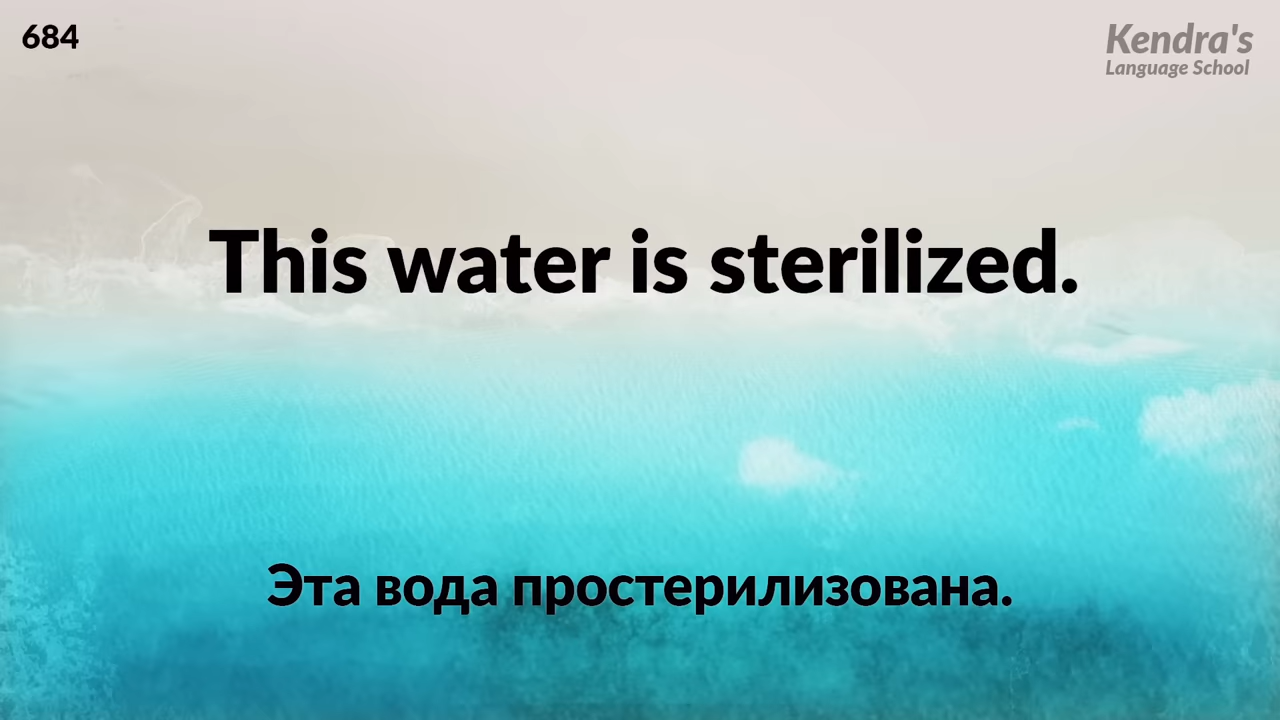 684
Kendra's
Language School
This water is sterilized.
Эта вода простерилизована.